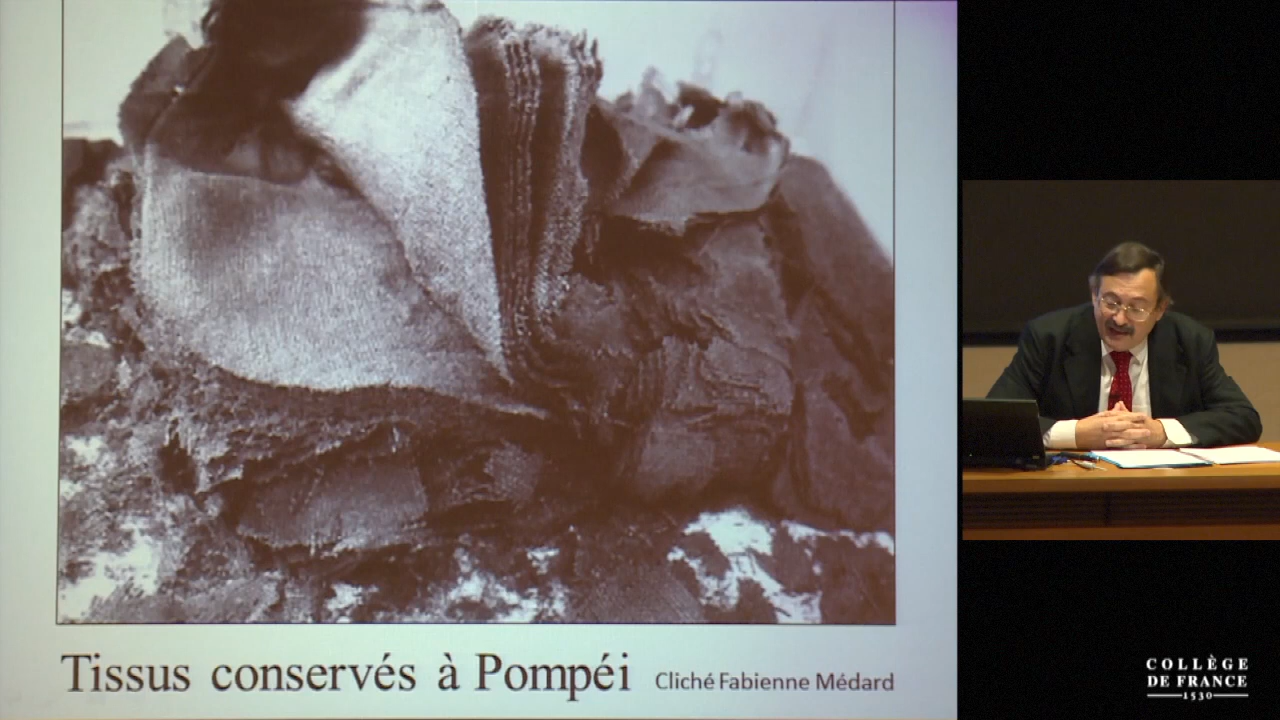 Tissus conservés à Pompéi
Cliché Fabienne Médard
COLLÈGE
DE FRANCE
1530